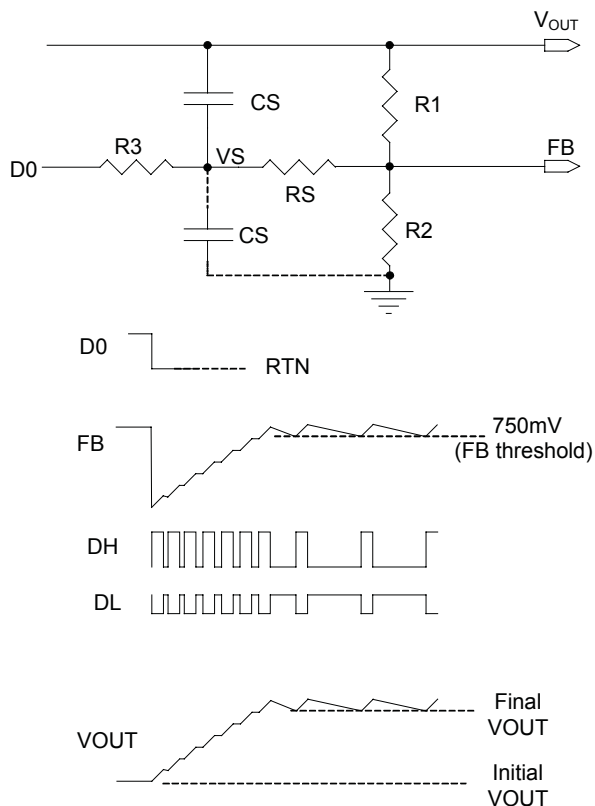 VOUT
CS
R1
R3
VS
FB
D0
RS
CS
R2
D0
RTN
FB
750mV
(FB threshold)
DH
DL
Final
VOUT
VOUT
Initial
VOUT